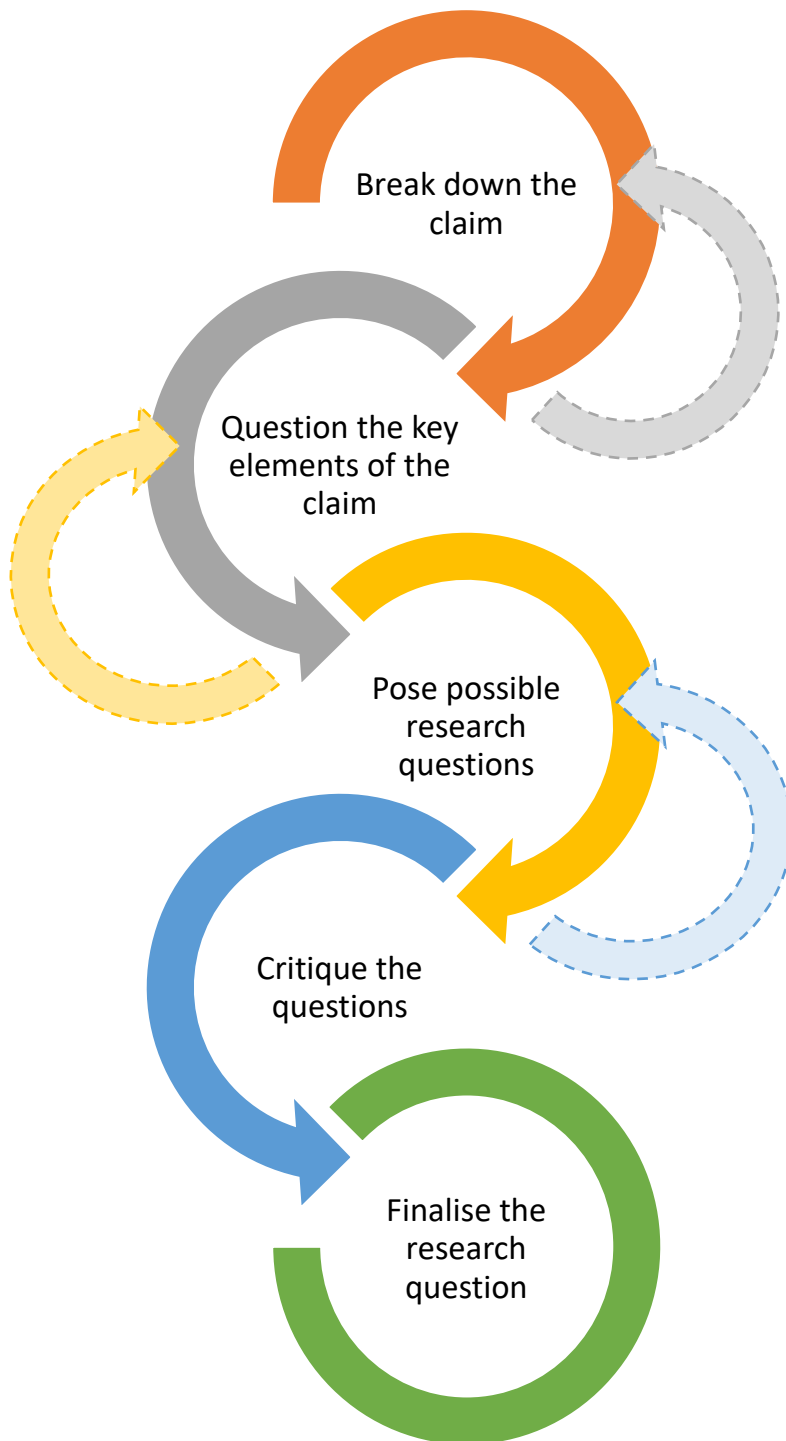 Break down the
claim
Question the key
elements of the
claim
Pose possible
research
questions
Critique the
questions
Finalise the
research
question